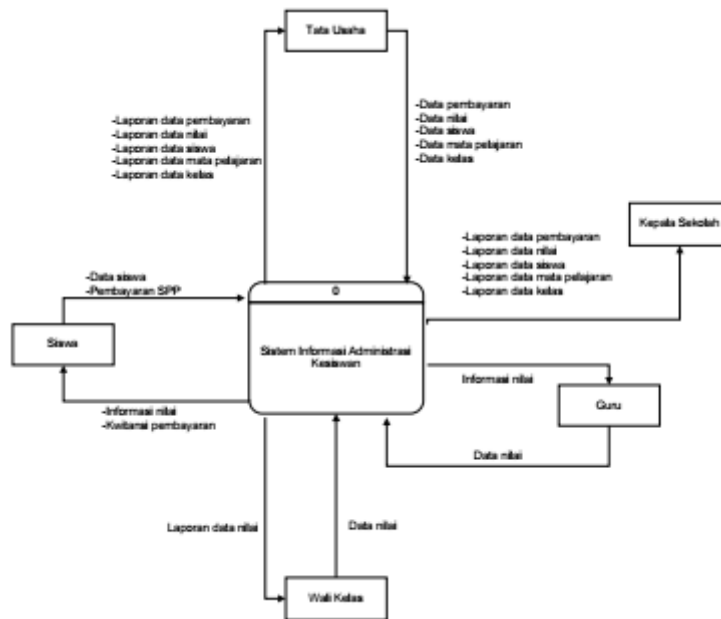 Tata Usaha
-Laporan data pembayaran
-Laporan data nilai
-Laporan data siswa
-Laporan data mata pelajaran
-Laporan data kelas
-Data pembayaran
-Data nilai
-Data siswa
-Data mata pelajaran
-Data kelas
Kepala Sekolah
-Laporan data pembayaran
-Laporan data nilai
-Laporan data siswa
-Laporan data mata pelajaran
-Laporan data kelas
-Data siswa
-Pembayaran SPP
0
Siswa
Sistem Informasi Administrasi
Kesiswan
Informasi nilai
Guru
-Informasi nilai
-Kwitansi pembayaran
Data nilai
Laporan data nilai
Data nilai
Wali Kelas